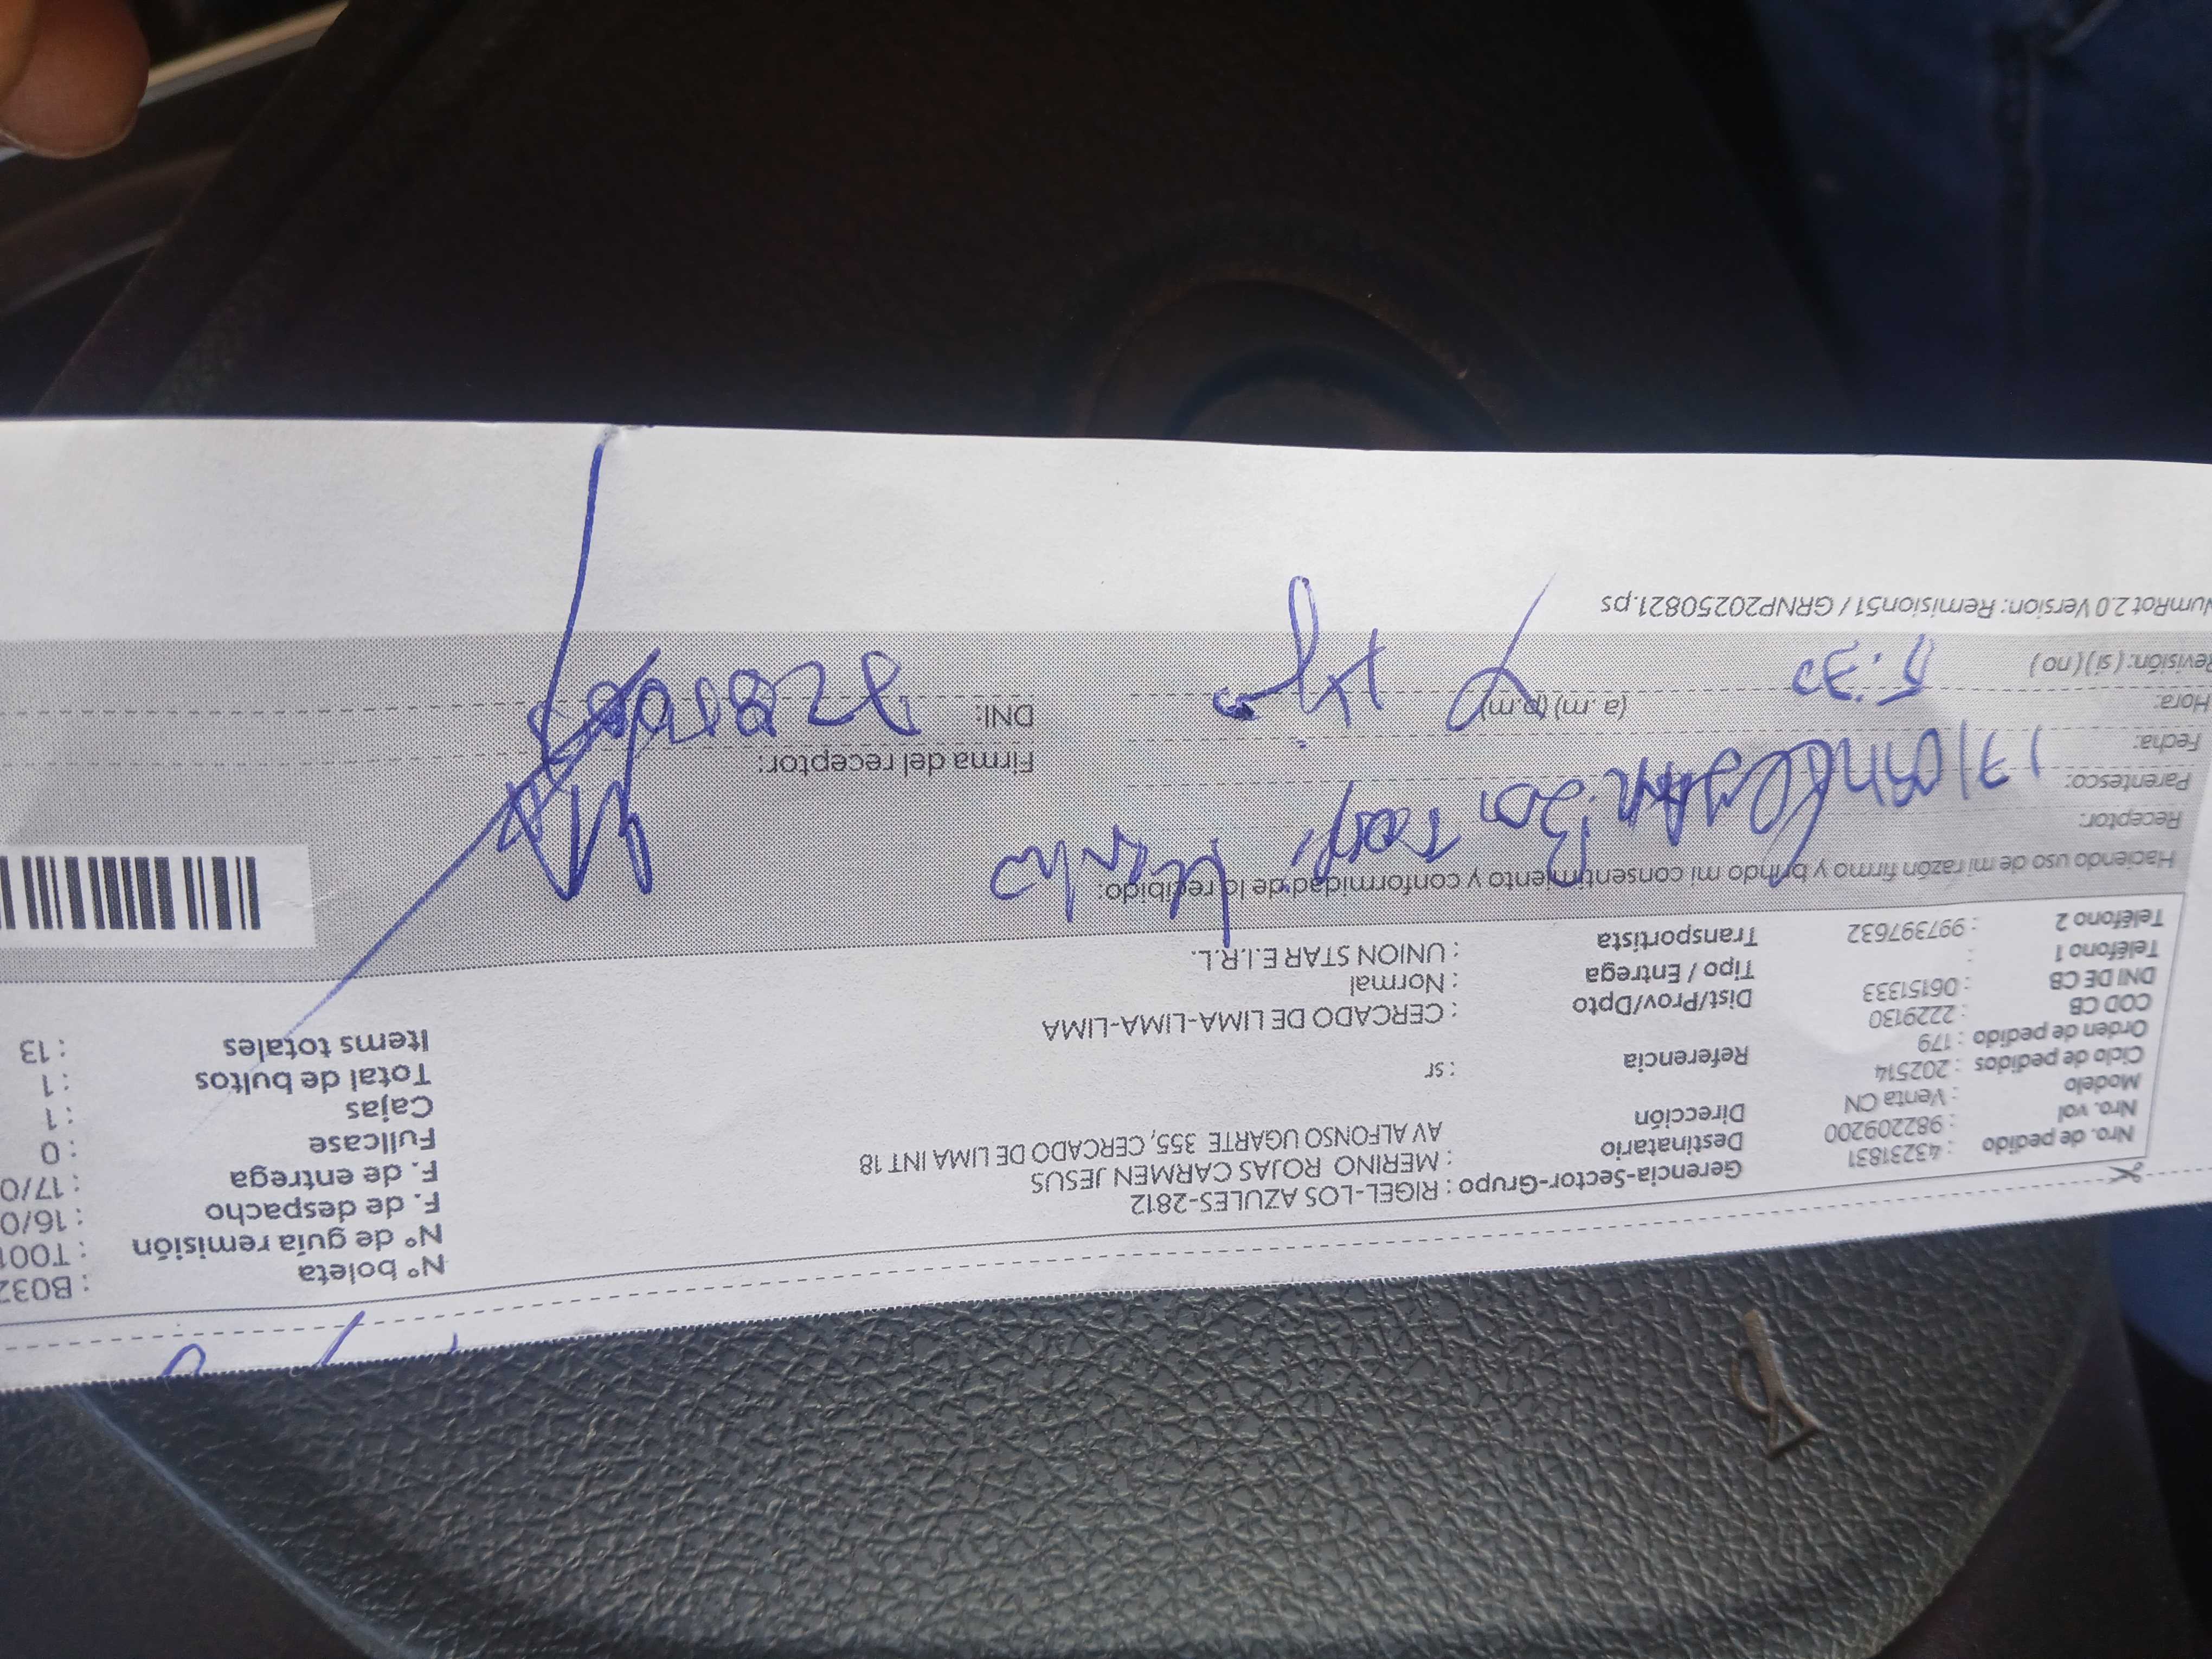 Nº boleta : B032
Nº de guía remisión : T001
F. de despacho : 16/0
F. de entrega : 17/0
Fullcase : 0
Cajas : 1
Total de bultos : 1
Items totales : 13
Nro. de pedido : 43231831
Nro. vol : 982209200
Modelo : Venta CN
Ciclo de pedidos : 202514
Orden de pedido : 179
COD CB : 2229130
DNI DE CB : 06151333
Teléfono 1 :
Teléfono 2 : 997397632
Gerencia-Sector-Grupo : RIGEL-LOS AZULES-2812
Destinatario : MERINO ROJAS CARMEN JESUS
Dirección AV ALFONSO UGARTE 355, CERCADO DE LIMA INT 18
Referencia : sr
Dist/Prov/Dpto : CERCADO DE LIMA-LIMA-LIMA
Tipo / Entrega : Normal
Transportista : UNION STAR E.I.R.L.
Haciendo uso de mi razón firmo y brindo mi consentimiento y conformidad de lo recibido:
Receptor:
Parentesco:
Fecha:
Hora: (a. m) (p.m)
Firma del receptor:
DNI:
Revisión: ( si ) ( no )
NumRot 2.0 Version: Remision51 / GRNP20250821.ps